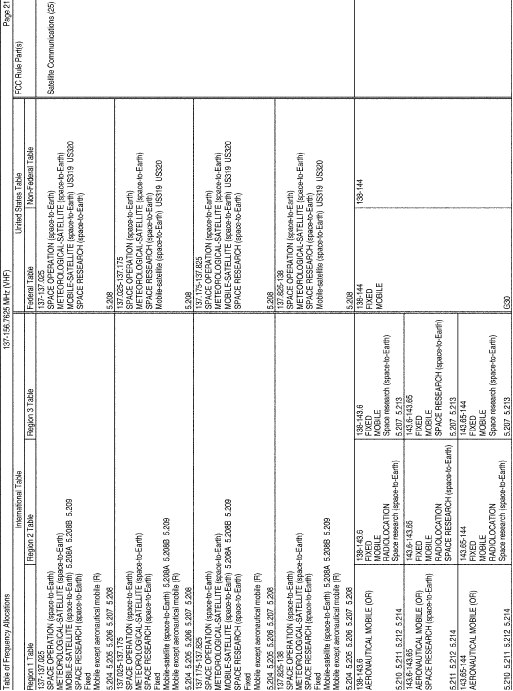 Table of Frequency Allocations
137-156.7625 MHz (VHF)
Page 21
International Table
United States Table
FCC Rule Part(s)
Region 1 Table
Region 2 Table
Region 3 Table
Federal Table
Non-Federal Table
137-137.025
SPACE OPERATION (space-to-Earth)
METEOROLOGICAL-SATELLITE (space-to-Earth)
MOBILE-SATELLITE (space-to-Earth) 5.208A 5.208B 5.209
SPACE RESEARCH (space-to-Earth)
Fixed
Mobile except aeronautical mobile (R)
5.204 5.205 5.206 5.207 5.208
137-137.025
SPACE OPERATION (space-to-Earth)
METEOROLOGICAL-SATELLITE (space-to-Earth)
MOBILE-SATELLITE (space-to-Earth) US319 US320
SPACE RESEARCH (space-to-Earth)
5.208
Satellite Communications (25)
137.025-137.175
SPACE OPERATION (space-to-Earth)
METEOROLOGICAL-SATELLITE (space-to-Earth)
SPACE RESEARCH (space-to-Earth)
Fixed
Mobile-satellite (space-to-Earth) 5.208A 5.208B 5.209
Mobile except aeronautical mobile (R)
5.204 5.205 5.206 5.207 5.208
137.025-137.175
SPACE OPERATION (space-to-Earth)
METEOROLOGICAL-SATELLITE (space-to-Earth)
SPACE RESEARCH (space-to-Earth)
Mobile-satellite (space-to-Earth) US319 US320
5.208
137.175-137.825
SPACE OPERATION (space-to-Earth)
METEOROLOGICAL-SATELLITE (space-to-Earth)
MOBILE-SATELLITE (space-to-Earth) 5.208A 5.208B 5.209
SPACE RESEARCH (space-to-Earth)
Fixed
Mobile except aeronautical mobile (R)
5.204 5.205 5.206 5.207 5.208
137.175-137.825
SPACE OPERATION (space-to-Earth)
METEOROLOGICAL-SATELLITE (space-to-Earth)
MOBILE-SATELLITE (space-to-Earth) US319 US320
SPACE RESEARCH (space-to-Earth)
5.208
137.825-138
SPACE OPERATION (space-to-Earth)
METEOROLOGICAL-SATELLITE (space-to-Earth)
SPACE RESEARCH (space-to-Earth)
Fixed
Mobile-satellite (space-to-Earth) 5.208A 5.208B 5.209
Mobile except aeronautical mobile (R)
5.204 5.205 5.206 5.207 5.208
137.825-138
SPACE OPERATION (space-to-Earth)
METEOROLOGICAL-SATELLITE (space-to-Earth)
SPACE RESEARCH (space-to-Earth)
Mobile-satellite (space-to-Earth) US319 US320
5.208
138-143.6
AERONAUTICAL MOBILE (OR)
5.210 5.211 5.212 5.214
138-143.6
FIXED
MOBILE
RADIOLOCATION
Space research (space-to-Earth)
138-143.6
FIXED
MOBILE
Space research (space-to-Earth)
5.207 5.213
138-144
FIXED
MOBILE
G30
138-144
143.6-143.65
AERONAUTICAL MOBILE (OR)
SPACE RESEARCH (space-to-Earth)
5.211 5.212 5.214
143.6-143.65
FIXED
MOBILE
RADIOLOCATION
SPACE RESEARCH (space-to-Earth)
143.6-143.65
FIXED
MOBILE
SPACE RESEARCH (space-to-Earth)
5.207 5.213
143.65-144
AERONAUTICAL MOBILE (OR)
5.210 5.211 5.212 5.214
143.65-144
FIXED
MOBILE
RADIOLOCATION
Space research (space-to-Earth)
143.65-144
FIXED
MOBILE
Space research (space-to-Earth)
5.207 5.213